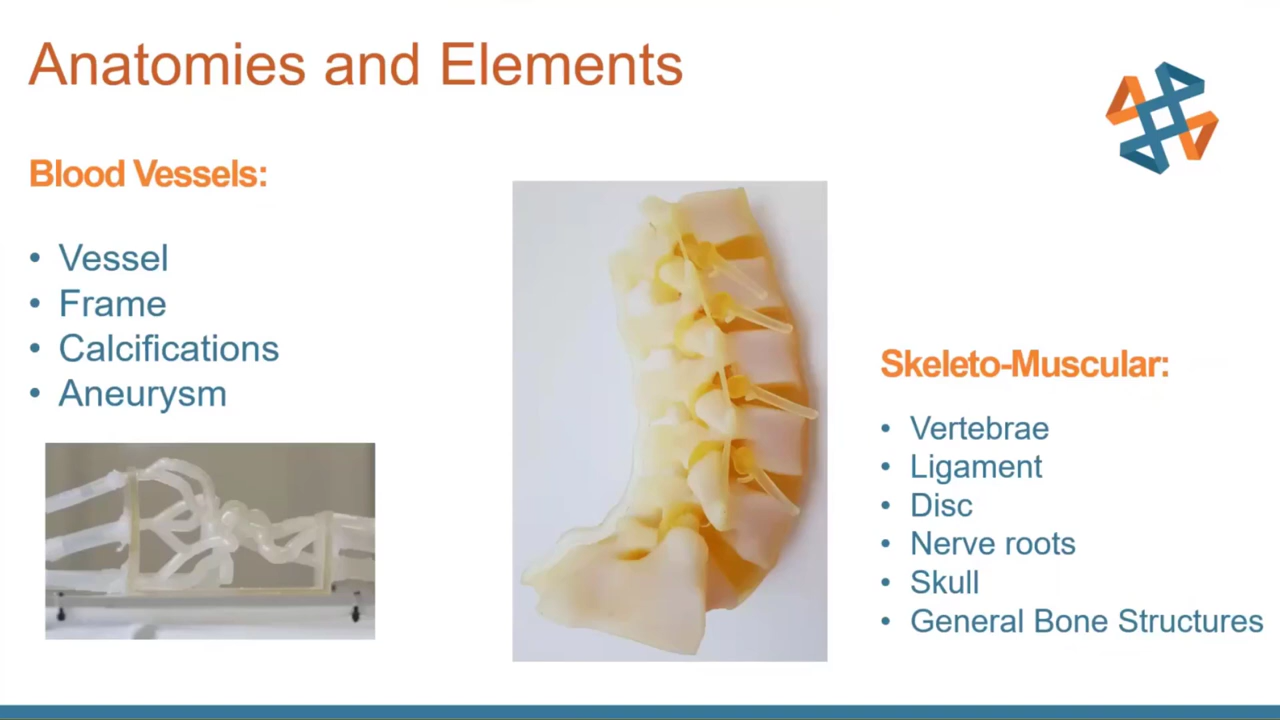 Anatomies and Elements
Blood Vessels:
• Vessel
• Frame
• Calcifications
• Aneurysm
Skeleto-Muscular:
• Vertebrae
• Ligament
• Disc
• Nerve roots
• Skull
• General Bone Structures